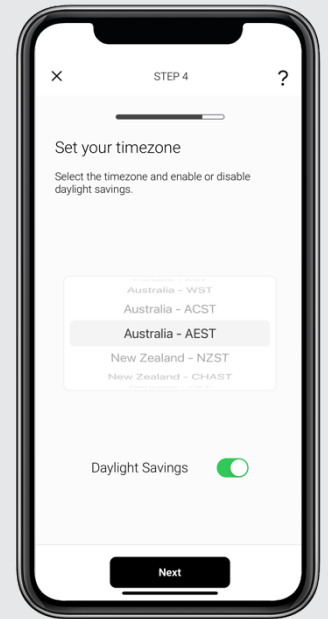 STEP 4
?
Set your timezone
Select the timezone and enable or disable
daylight savings.
Australia - WST
Australia - ACST
Australia - AEST
New Zealand - NZST
New Zealand - CHAST
Daylight Savings
Next